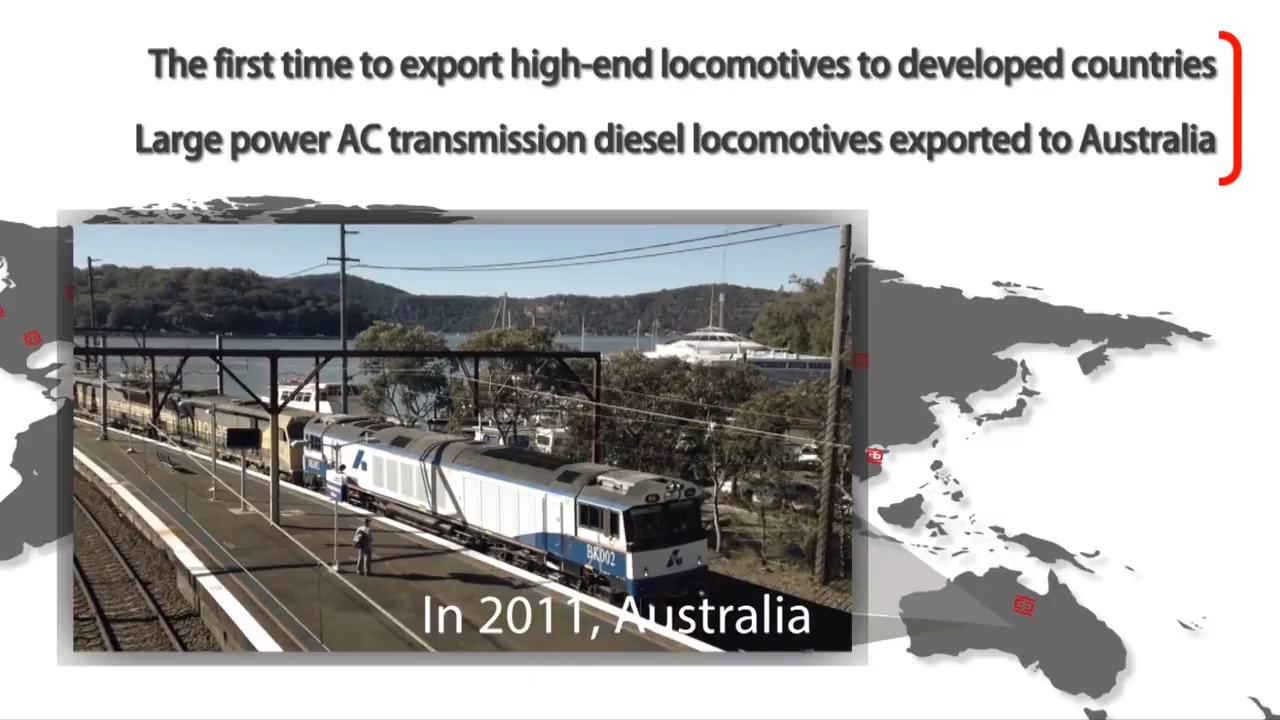 The first time to export high-end locomotives to developed countries
Large power AC transmission diesel locomotives exported to Australia
BK002
In 2011, Australia